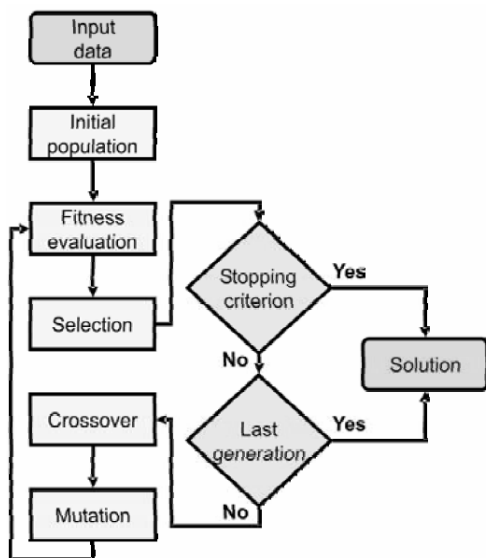 Input
data
Initial
population
Fitness
evaluation
Selection
Stopping
criterion
Yes
No
Solution
Crossover
Last
generation
Yes
No
Mutation